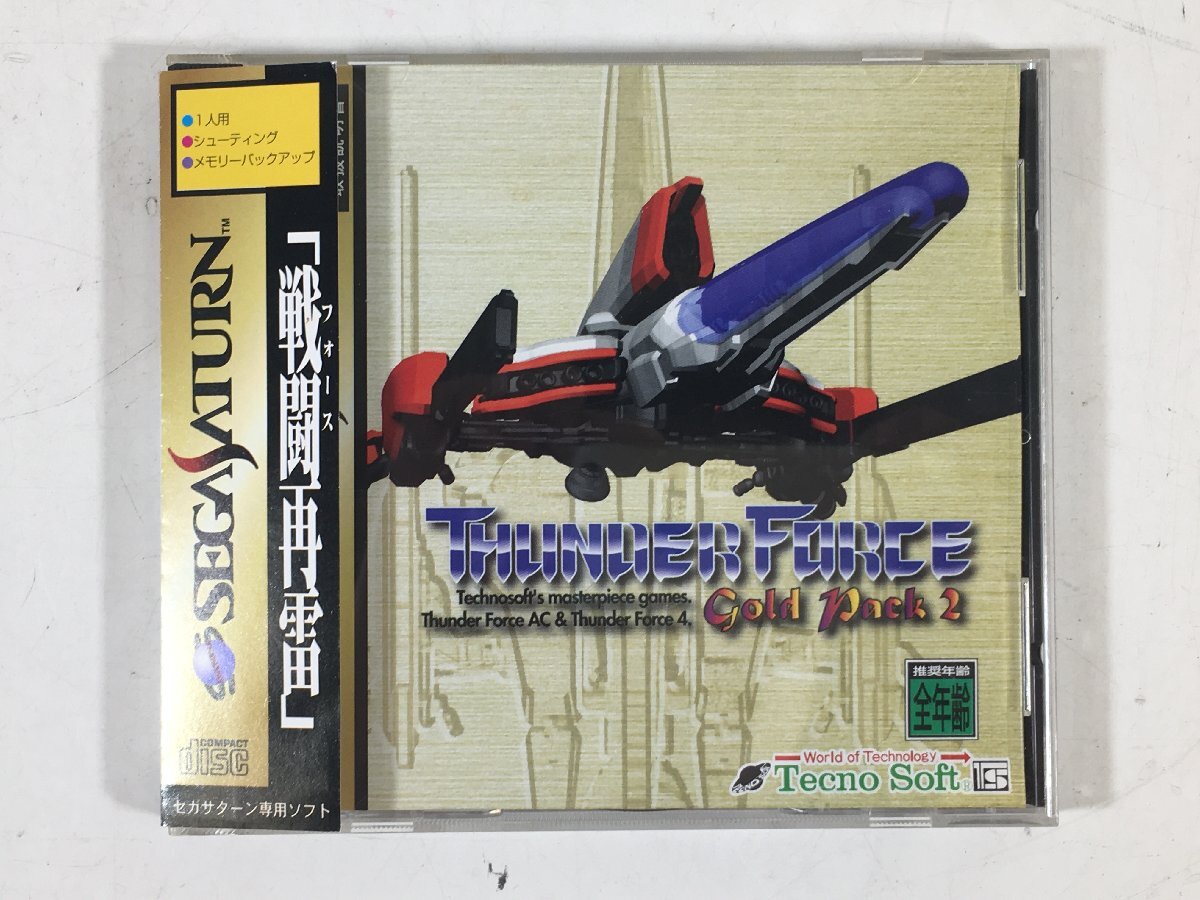 ●1人用
●シューティング
●メモリーバックアップ
SEGA SATURN™
「戦闘再雷」
フォース
COMPACT
disc
セガサターン専用ソフト
THUNDER FORCE
Gold Pack 2
Technosoft's masterpiece games.
Thunder Force AC & Thunder Force 4.
推奨年齢
全年齢
World of Technology
Tecno Soft®